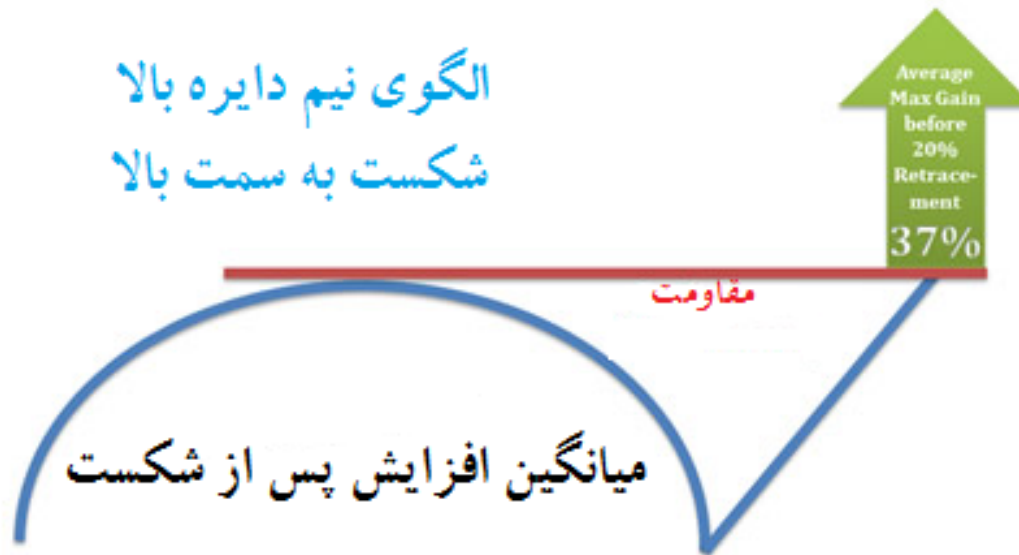 الگوی نیم دایره بالا
شکست به سمت بالا
Average
Max Gain
before
20%
Retrace-
ment
37%
مقاومت
میانگین افزایش پس از شکست